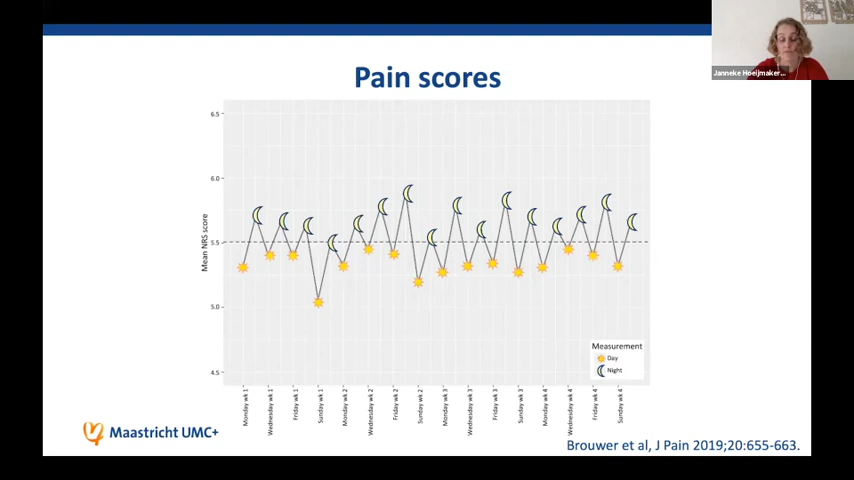 Janneke Hoeijmaker...
Pain scores
6.5
6.0
5.5
5.0
4.5
Mean NRS score
Measurement
Day
Night
Monday wk 1
Wednesday wk 1
Friday wk 1
Sunday wk 1
Monday wk 2
Wednesday wk 2
Friday wk 2
Sunday wk 2
Monday wk 3
Wednesday wk 3
Friday wk 3
Sunday wk 3
Monday wk 4
Wednesday wk 4
Friday wk 4
Sunday wk 4
Maastricht UMC+
Brouwer et al, J Pain 2019;20:655-663.